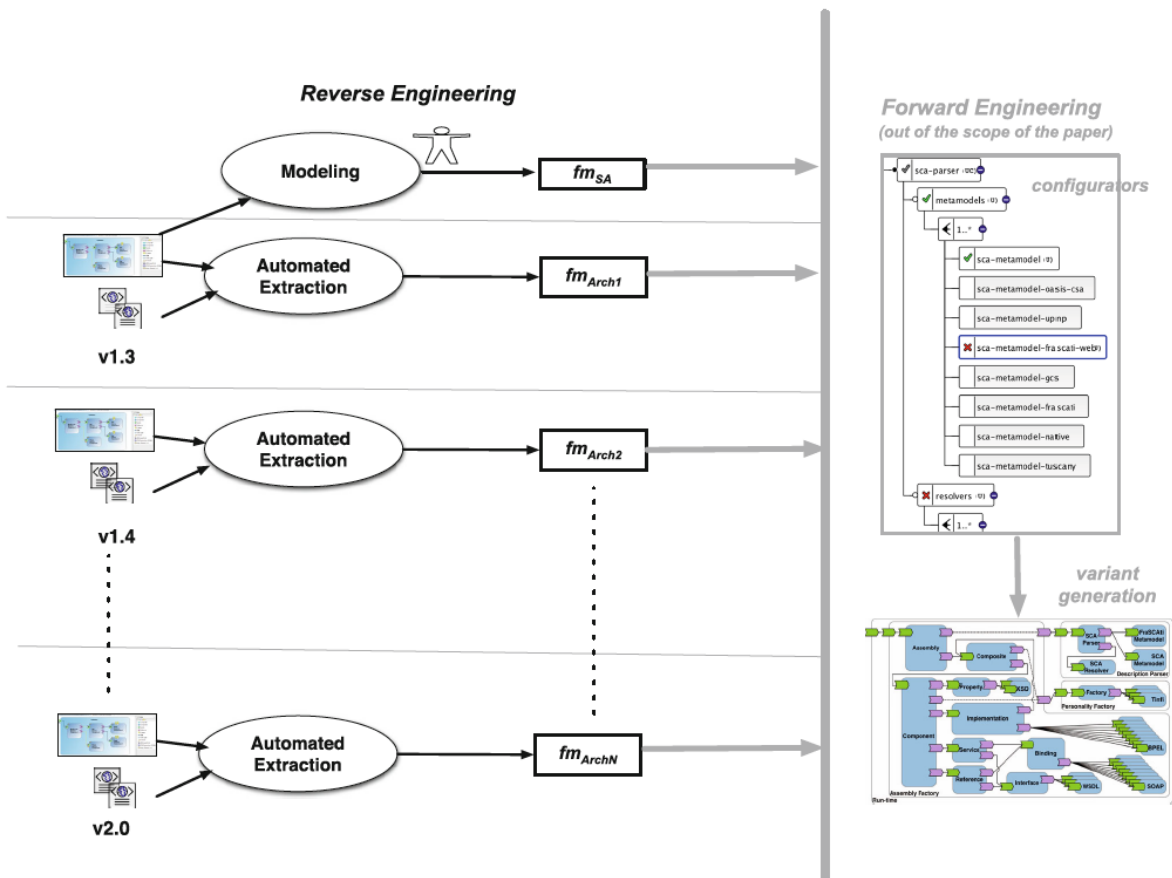 Reverse Engineering
Modeling
fm_SA
Automated
Extraction
fm_Arch1
v1.3
Automated
Extraction
fm_Arch2
v1.4
Automated
Extraction
fm_ArchN
v2.0
Forward Engineering
(out of the scope of the paper)
configurators
sca-parser
metamodels
1..*
sca-metamodel
sca-metamodel-oasis-csa
sca-metamodel-upnp
sca-metamodel-frascati-web
sca-metamodel-gcs
sca-metamodel-frascati
sca-metamodel-native
sca-metamodel-tuscany
resolvers
1..*
variant
generation
Assembly
Composite
SCA
Parser
FraSCAti
Metamodel
SCA
Metamodel
SCA
Resolver
Description Parser
Property
XSD
Factory
Tinfi
Personality Factory
Implementation
Component
BPEL
Service
Binding
Reference
Interface
WSDL
SOAP
Assembly Factory
Run-time